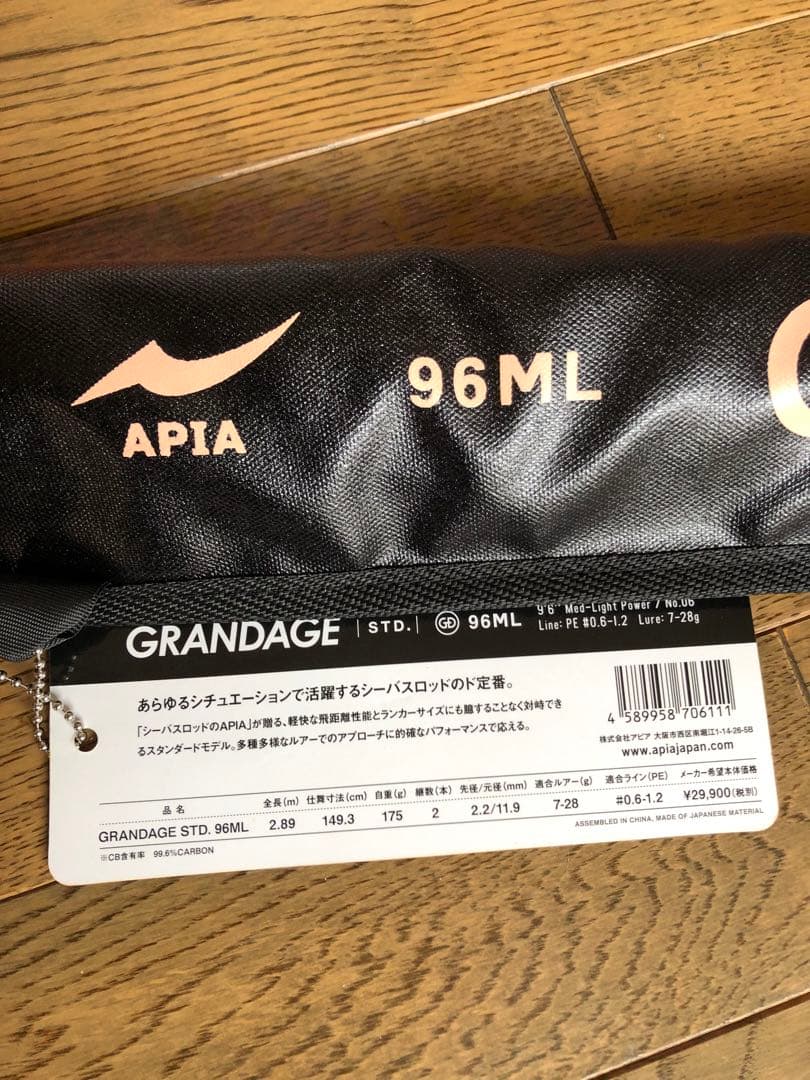 APIA
96ML
GRANDAGE | STD. | GD 96ML
9'6" Med-Light Power / No.06
Line: PE #0.6-1.2 Lure: 7-28g
あらゆるシチュエーションで活躍するシーバスロッドのド定番。
「シーバスロッドのAPIA」が贈る、軽快な飛距離性能とランカーサイズにも臆することなく対峙でき
るスタンダードモデル。多種多様なルアーでのアプローチに的確なパフォーマンスで応える。
4 589958 706111
株式会社アピア 大阪市西区南堀江1-14-26-5B
www.apiajapan.com
品名 全長(m) 仕舞寸法(cm) 自重(g) 継数(本) 先径/元径(mm) 適合ルアー(g) 適合ライン(PE) メーカー希望本体価格
GRANDAGE STD. 96ML 2.89 149.3 175 2 2.2/11.9 7-28 #0.6-1.2 ¥29,900(税別)
※CB含有率 99.6%CARBON
ASSEMBLED IN CHINA, MADE OF JAPANESE MATERIAL